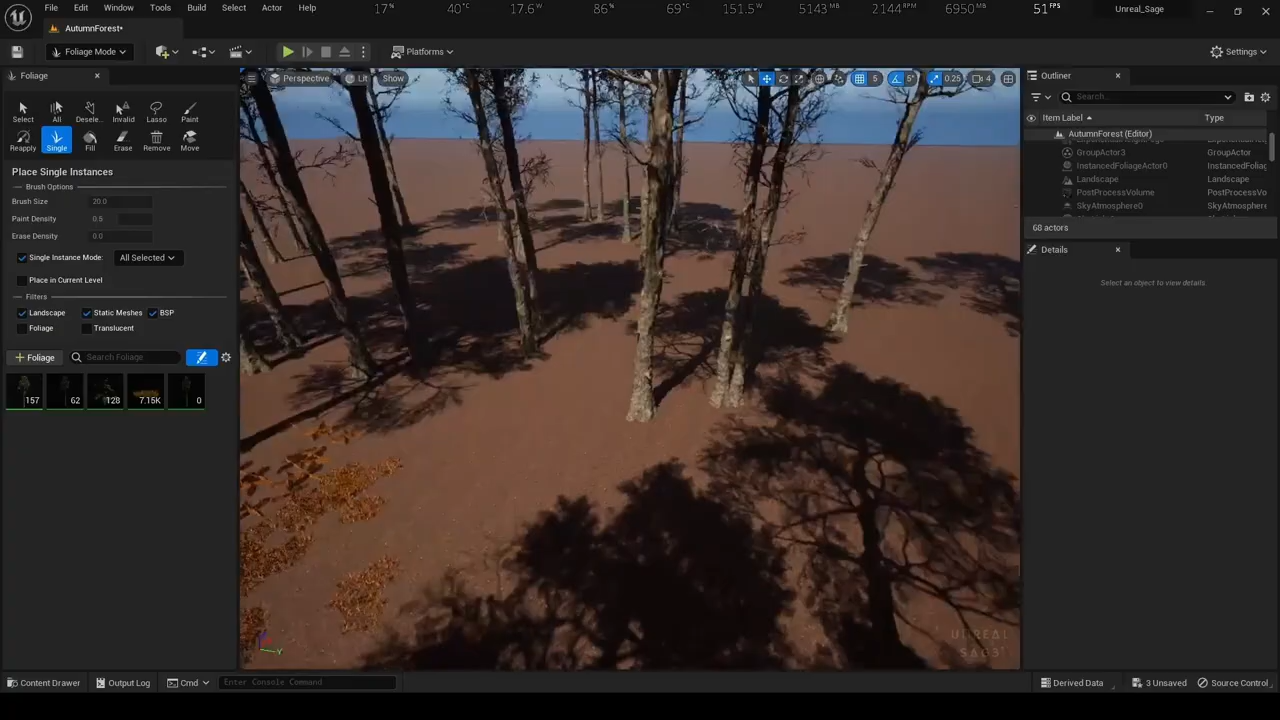 File Edit Window Tools Build Select Actor Help 17% 40°C 17.6W 86% 69°C 151.5W 5143MB 2144RPM 6950MB 51FPS Unreal_Sage
AutumnForest*
Foliage Mode Platforms Settings
Foliage
Perspective Lit Show 5 5° 0.25 4
Outliner
Search...
Item Label Type
AutumnForest (Editor)
GroupActor3 GroupActor
InstancedFoliageActor0 InstancedFoliag
Landscape Landscape
PostProcessVolume PostProcessV
SkyAtmosphere0 SkyAtmospher
68 actors
Details
Select an object to view details
Select All Desele... Invalid Lasso Paint
Reapply Single Fill Erase Remove Move
Place Single Instances
Brush Options
Brush Size 20.0
Paint Density 0.5
Erase Density 0.0
Single Instance Mode: All Selected
Place in Current Level
Filters
Landscape Static Meshes BSP
Foliage Translucent
+ Foliage Search Foliage
157 62 128 7.15K 0
Y
UNREAL
SAGE
Content Drawer Output Log Cmd Enter Console Command Derived Data 3 Unsaved Source Control